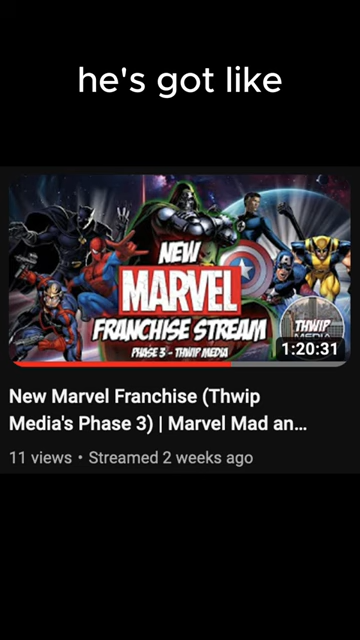 he's got like
NEW
MARVEL
FRANCHISE STREAM
PHASE 3 - THWIP MEDIA
THWIP
MEDIA
1:20:31
New Marvel Franchise (Thwip
Media's Phase 3) | Marvel Mad an...
11 views • Streamed 2 weeks ago